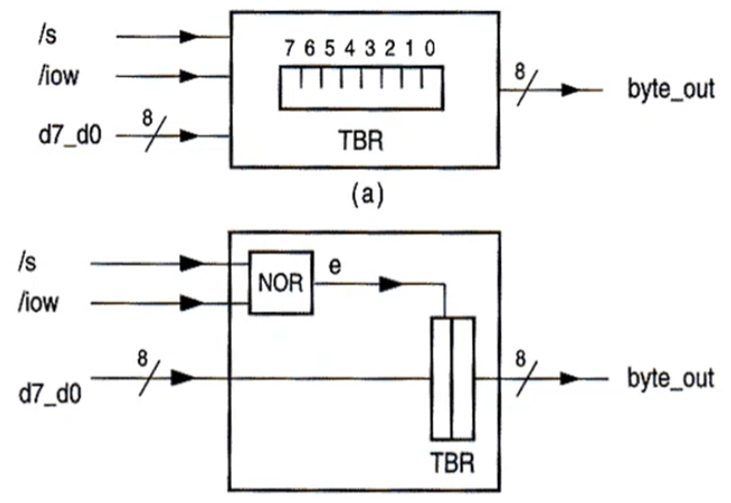 /s
/iow
d7_d0
8
7 6 5 4 3 2 1 0
TBR
8
byte_out
(a)
/s
/iow
d7_d0
8
NOR
e
TBR
8
byte_out